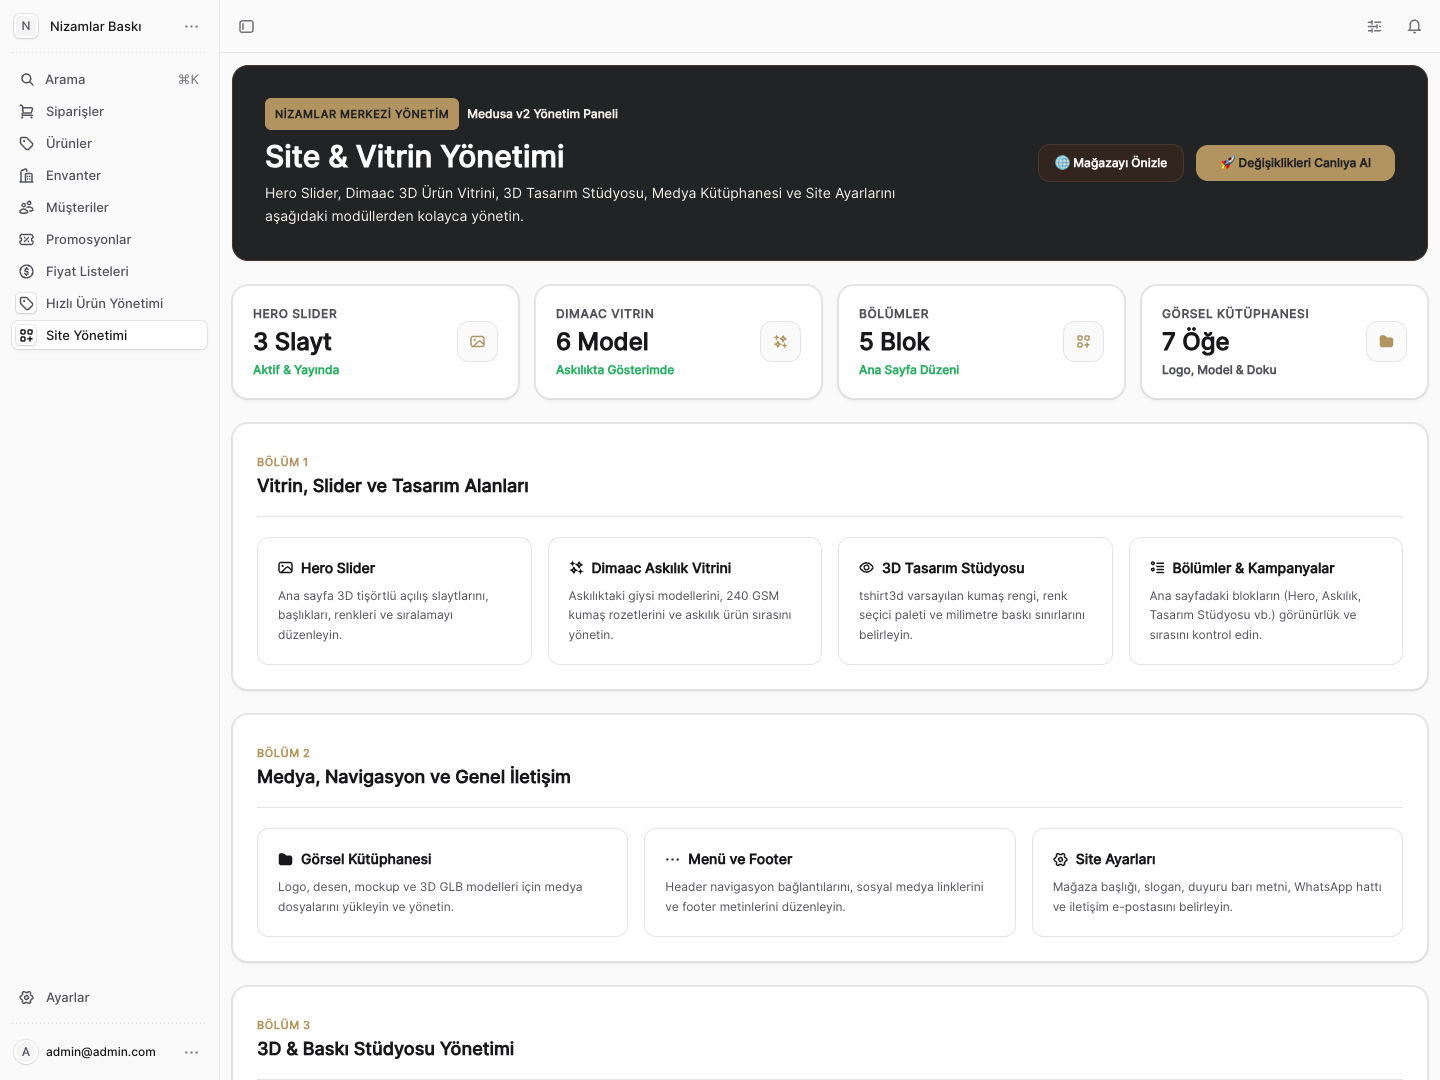 N Nizamlar Baskı
Arama ⌘K
Siparişler
Ürünler
Envanter
Müşteriler
Promosyonlar
Fiyat Listeleri
Hızlı Ürün Yönetimi
Site Yönetimi
Ayarlar
A admin@admin.com
NİZAMLAR MERKEZİ YÖNETİM Medusa v2 Yönetim Paneli
Site & Vitrin Yönetimi
Hero Slider, Dimaac 3D Ürün Vitrini, 3D Tasarım Stüdyosu, Medya Kütüphanesi ve Site Ayarlarını
aşağıdaki modüllerden kolayca yönetin.
🌐 Mağazayı Önizle
🚀 Değişiklikleri Canlıya Al
HERO SLIDER
3 Slayt
Aktif & Yayında
DIMAAC VITRIN
6 Model
Askılıkta Gösterimde
BÖLÜMLER
5 Blok
Ana Sayfa Düzeni
GÖRSEL KÜTÜPHANESI
7 Öğe
Logo, Model & Doku
BÖLÜM 1
Vitrin, Slider ve Tasarım Alanları
Hero Slider
Ana sayfa 3D tişörtlü açılış slaytlarını,
başlıkları, renkleri ve sıralamayı
düzenleyin.
Dimaac Askılık Vitrini
Askılıktaki giysi modellerini, 240 GSM
kumaş rozetlerini ve askılık ürün sırasını
yönetin.
3D Tasarım Stüdyosu
tshirt3d varsayılan kumaş rengi, renk
seçici paleti ve milimetre baskı sınırlarını
belirleyin.
Bölümler & Kampanyalar
Ana sayfadaki blokların (Hero, Askılık,
Tasarım Stüdyosu vb.) görünürlük ve
sırasını kontrol edin.
BÖLÜM 2
Medya, Navigasyon ve Genel İletişim
Görsel Kütüphanesi
Logo, desen, mockup ve 3D GLB modelleri için medya
dosyalarını yükleyin ve yönetin.
Menü ve Footer
Header navigasyon bağlantılarını, sosyal medya linklerini
ve footer metinlerini düzenleyin.
Site Ayarları
Mağaza başlığı, slogan, duyuru barı metni, WhatsApp hattı
ve iletişim e-postasını belirleyin.
BÖLÜM 3
3D & Baskı Stüdyosu Yönetimi